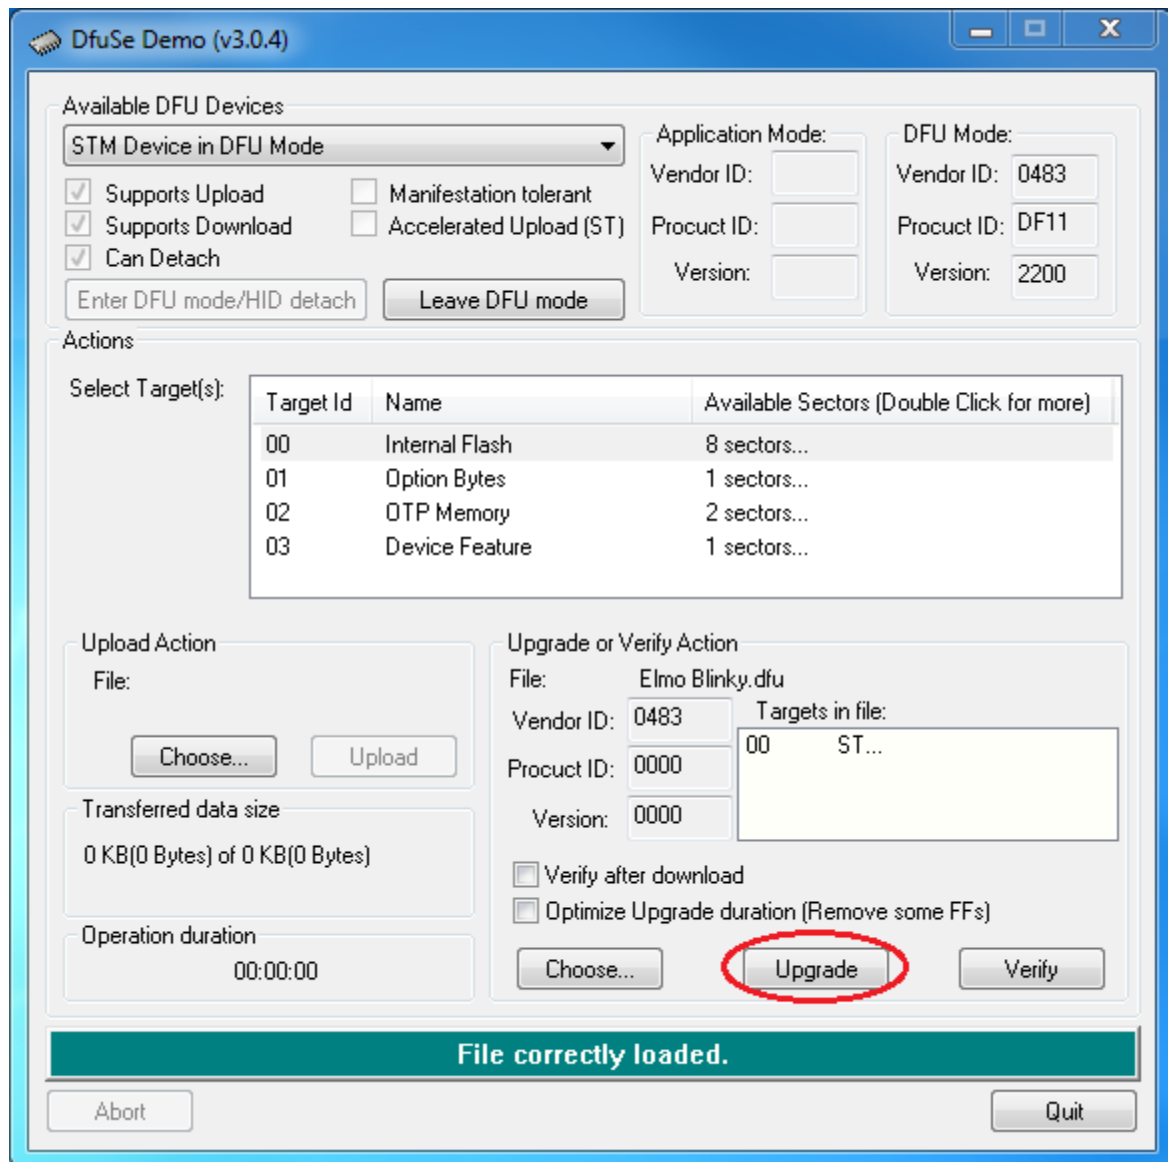 DfuSe Demo (v3.0.4)
Available DFU Devices
STM Device in DFU Mode
Supports Upload
Manifestation tolerant
Supports Download
Accelerated Upload (ST)
Can Detach
Enter DFU mode/HID detach
Leave DFU mode
Application Mode:
Vendor ID:
Procuct ID:
Version:
DFU Mode:
Vendor ID: 0483
Procuct ID: DF11
Version: 2200
Actions
Select Target(s):
Target Id Name Available Sectors (Double Click for more)
00 Internal Flash 8 sectors...
01 Option Bytes 1 sectors...
02 OTP Memory 2 sectors...
03 Device Feature 1 sectors...
Upload Action
File:
Choose... Upload
Transferred data size
0 KB(0 Bytes) of 0 KB(0 Bytes)
Operation duration
00:00:00
Upgrade or Verify Action
File: Elmo Blinky.dfu
Vendor ID: 0483
Procuct ID: 0000
Version: 0000
Targets in file:
00 ST...
Verify after download
Optimize Upgrade duration (Remove some FFs)
Choose... Upgrade Verify
File correctly loaded.
Abort Quit